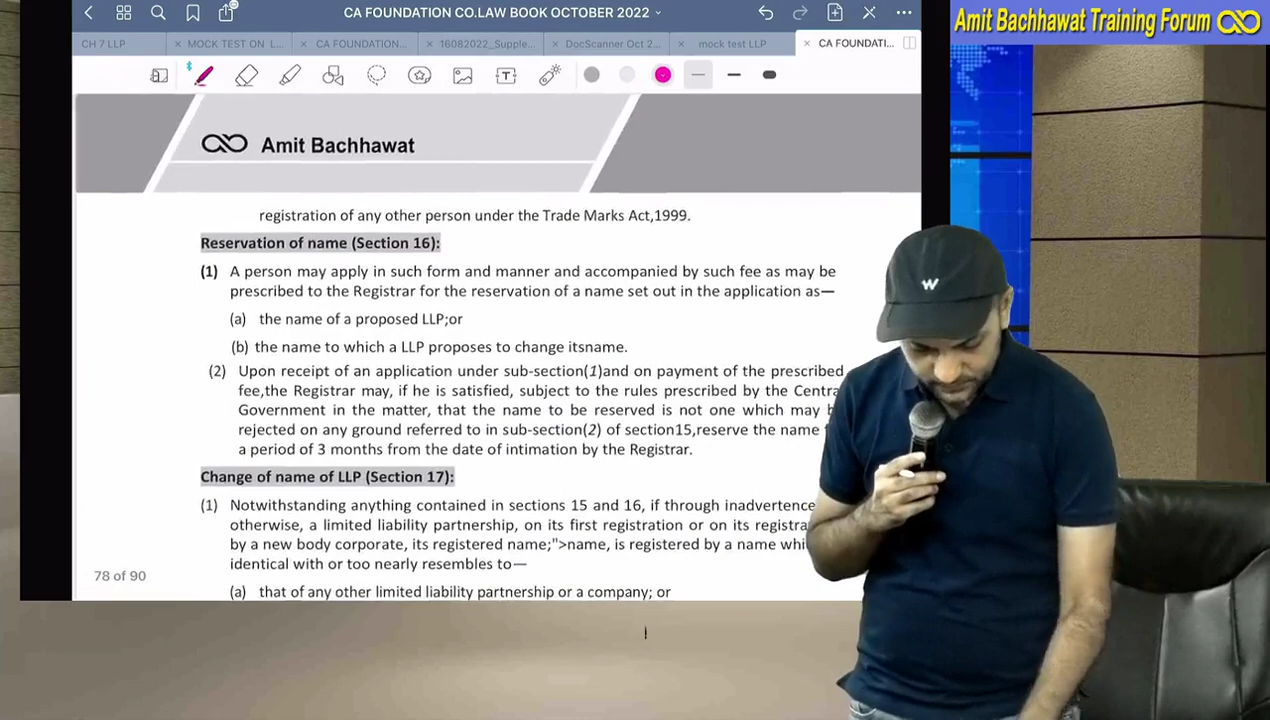 CA FOUNDATION CO.LAW BOOK OCTOBER 2022
Amit Bachhawat Training Forum
CH 7 LLP
MOCK TEST ON L...
CA FOUNDATION...
16082022_Supple...
DocScanner Oct 2...
mock test LLP
CA FOUNDATI...
Amit Bachhawat
registration of any other person under the Trade Marks Act,1999.
Reservation of name (Section 16):
(1) A person may apply in such form and manner and accompanied by such fee as may be
prescribed to the Registrar for the reservation of a name set out in the application as—
(a) the name of a proposed LLP;or
(b) the name to which a LLP proposes to change itsname.
(2) Upon receipt of an application under sub-section(1)and on payment of the prescribed
fee,the Registrar may, if he is satisfied, subject to the rules prescribed by the Centra
Government in the matter, that the name to be reserved is not one which may
rejected on any ground referred to in sub-section(2) of section15,reserve the name
a period of 3 months from the date of intimation by the Registrar.
Change of name of LLP (Section 17):
(1) Notwithstanding anything contained in sections 15 and 16, if through inadvertence
otherwise, a limited liability partnership, on its first registration or on its registra
by a new body corporate, its registered name;">name, is registered by a name
identical with or too nearly resembles to—
78 of 90
(a) that of any other limited liability partnership or a company; or